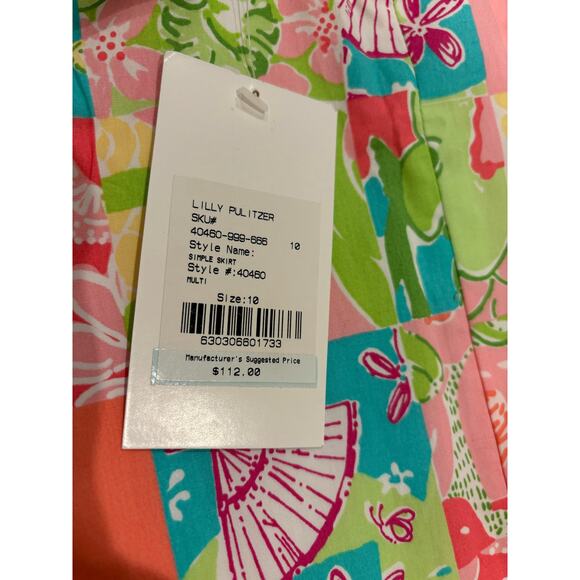 LILLY PULITZER
SKU#
40460-999-666 10
Style Name:
SIMPLE SKIRT
Style #:40460
MULTI
Size:10
630306601733
Manufacturer's Suggested Price
$112.00